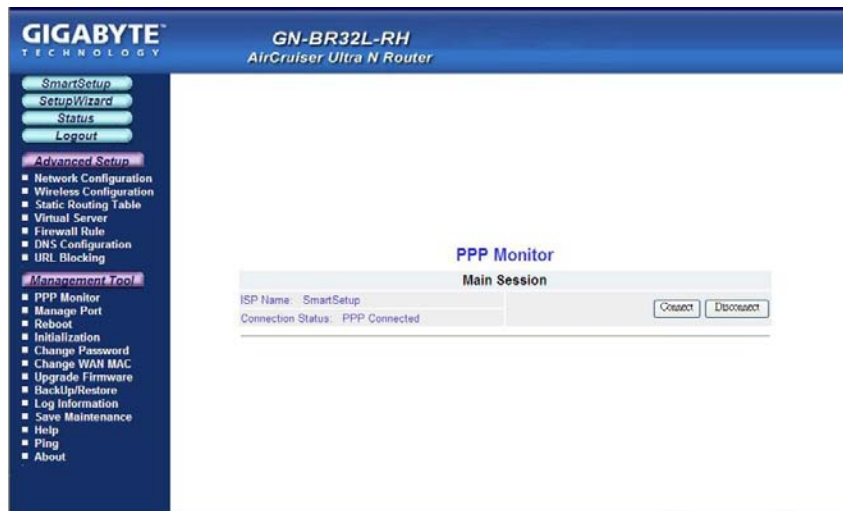 GIGABYTE™
TECHNOLOGY
GN-BR32L-RH
AirCruiser Ultra N Router
SmartSetup
SetupWizard
Status
Logout
Advanced Setup
Network Configuration
Wireless Configuration
Static Routing Table
Virtual Server
Firewall Rule
DNS Configuration
URL Blocking
Management Tool
PPP Monitor
Manage Port
Reboot
Initialization
Change Password
Change WAN MAC
Upgrade Firmware
BackUp/Restore
Log Information
Save Maintenance
Help
Ping
About
PPP Monitor
Main Session
ISP Name: SmartSetup
Connection Status: PPP Connected
Connect Disconnect